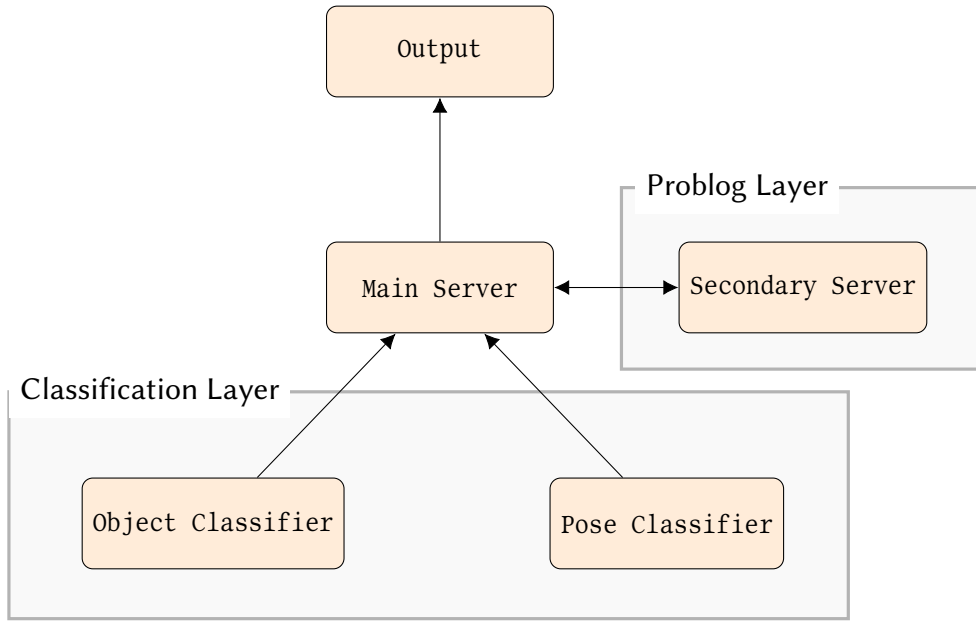 Output
Problog Layer
Main Server
Secondary Server
Classification Layer
Object Classifier
Pose Classifier